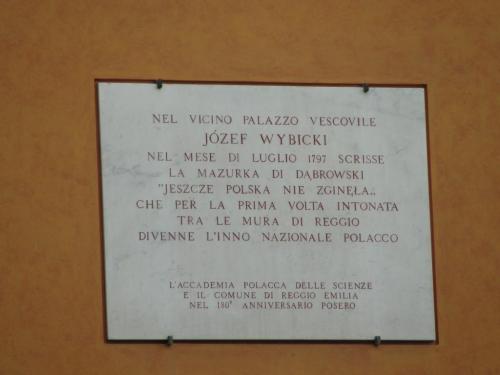 NEL VICINO PALAZZO VESCOVILE
JÓZEF WYBICKI
NEL MESE DI LUGLIO 1797 SCRISSE
LA MAZURKA DI DĄBROWSKI
"JESZCZE POLSKA NIE ZGINĘŁA„
CHE PER LA PRIMA VOLTA INTONATA
TRA LE MURA DI REGGIO
DIVENNE L'INNO NAZIONALE POLACCO
L'ACCADEMIA POLACCA DELLE SCIENZE
E IL COMUNE DI REGGIO EMILIA
NEL 180° ANNIVERSARIO POSERO